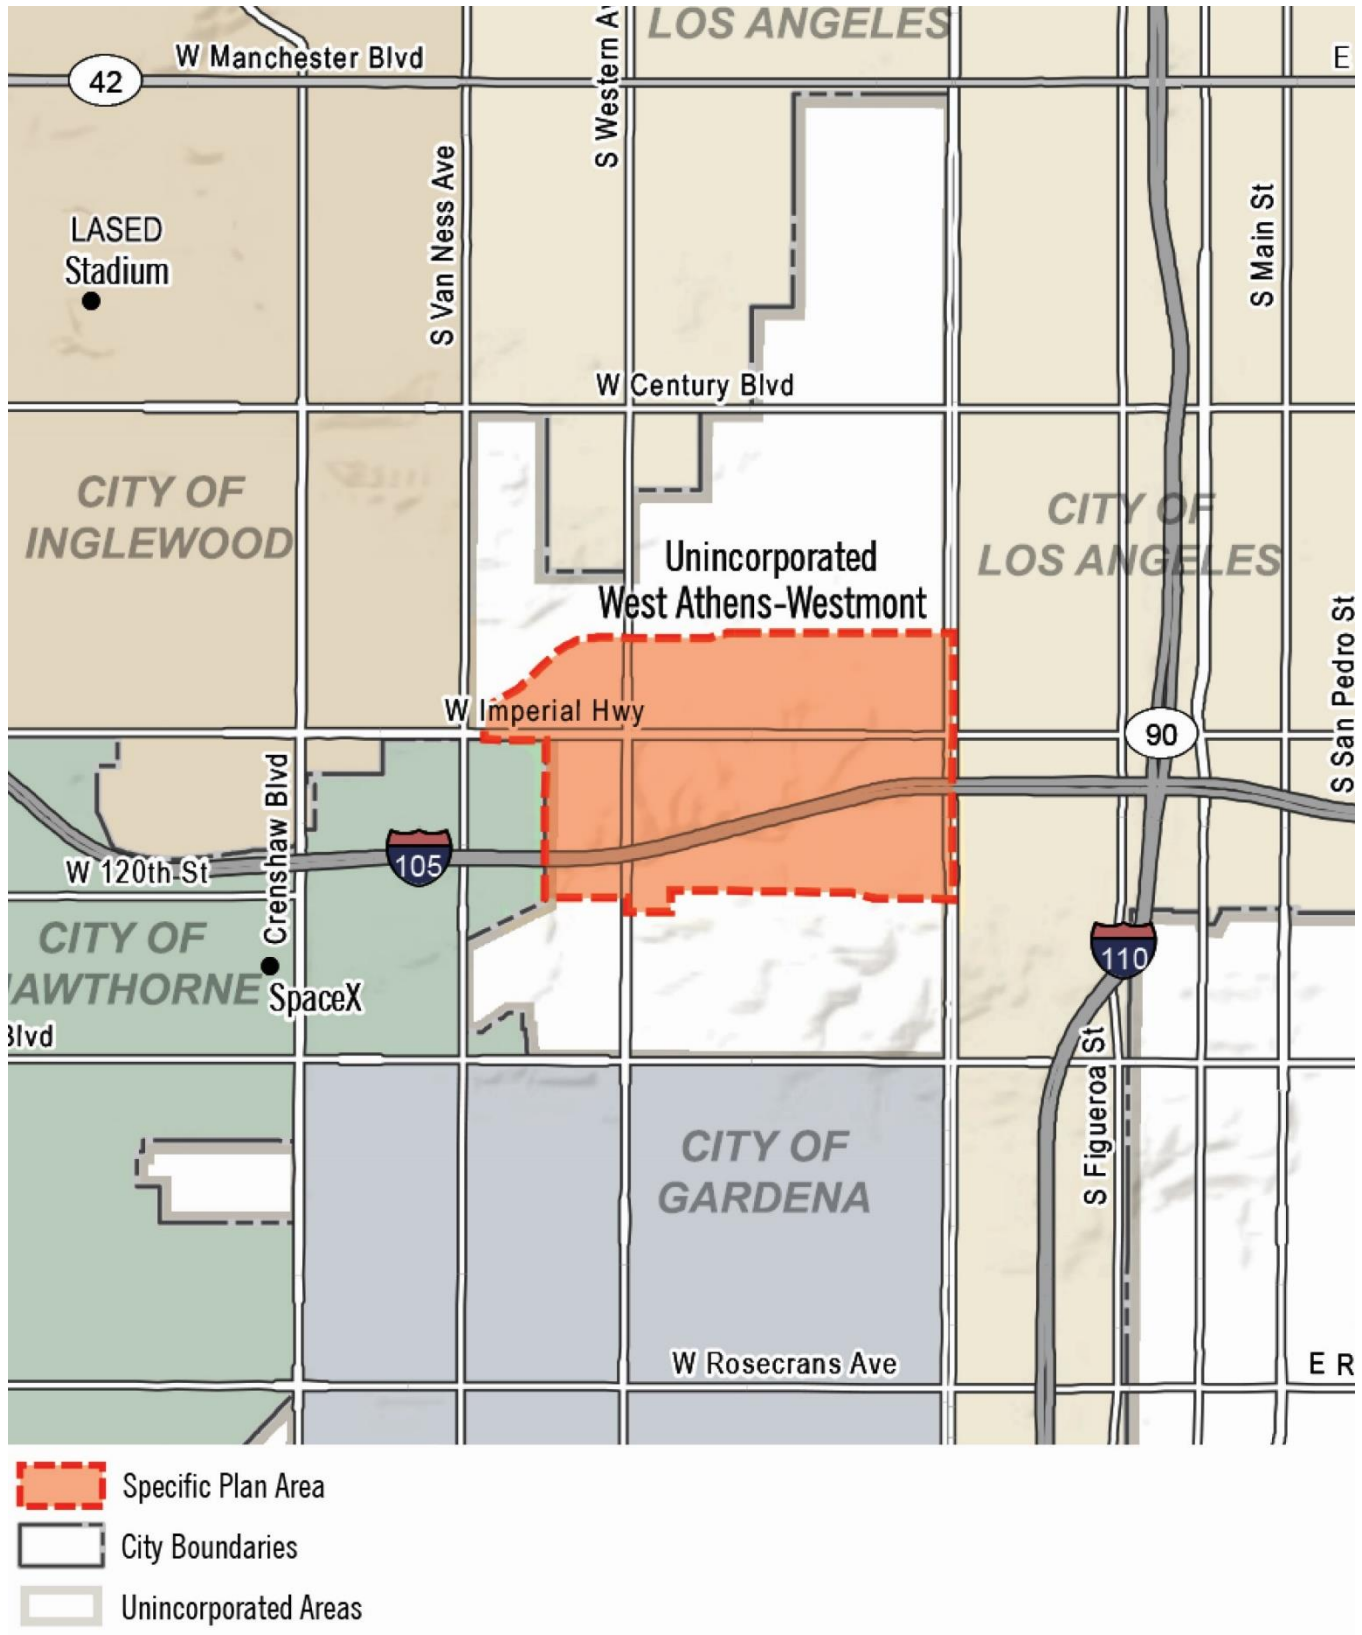 LOS ANGELES
W Manchester Blvd
42
E
S Western Av
LASED
Stadium
S Van Ness Ave
S Main St
W Century Blvd
CITY OF
INGLEWOOD
CITY OF
LOS ANGELES
Unincorporated
West Athens-Westmont
S San Pedro St
W Imperial Hwy
90
Crenshaw Blvd
105
W 120th St
CITY OF
AWTHORNE
SpaceX
110
Blvd
S Figueroa St
CITY OF
GARDENA
W Rosecrans Ave
E R
Specific Plan Area
City Boundaries
Unincorporated Areas